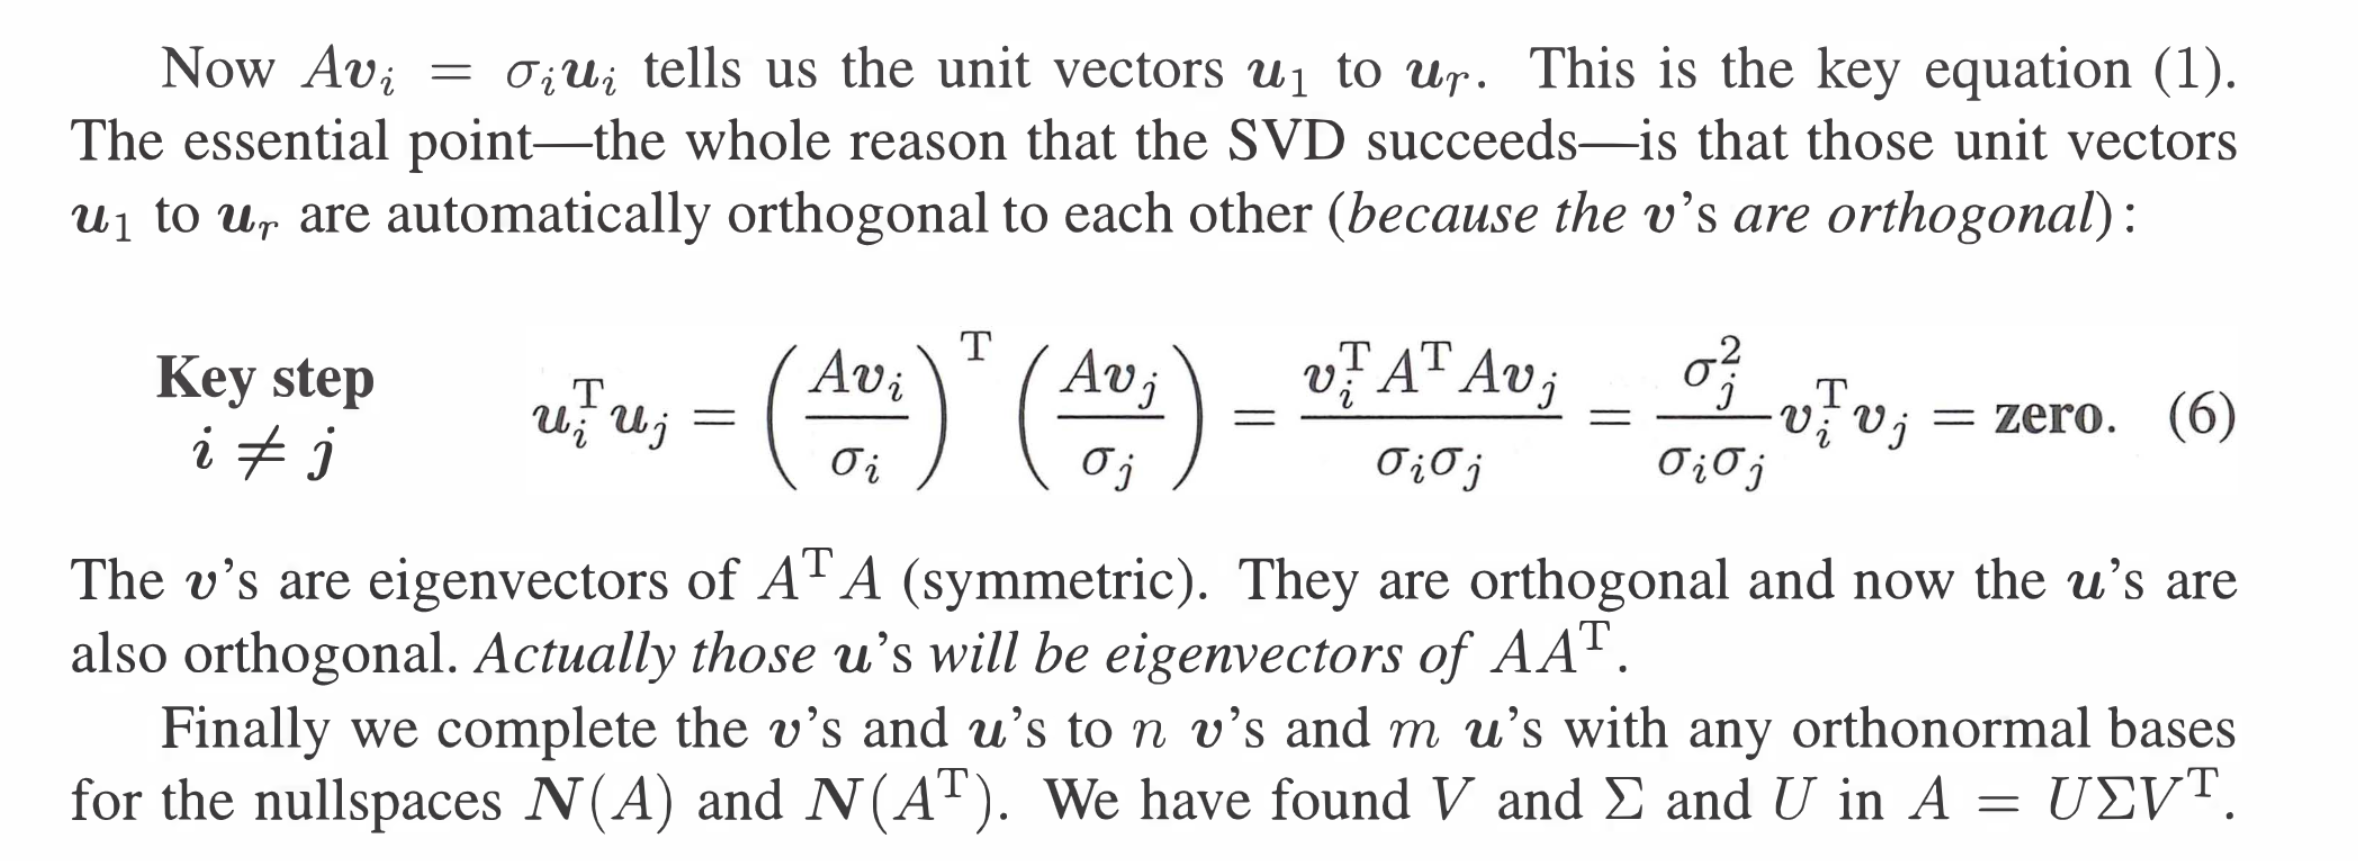 Now Avᵢ = σᵢuᵢ tells us the unit vectors u₁ to uᵣ. This is the key equation (1).
The essential point—the whole reason that the SVD succeeds—is that those unit vectors
u₁ to uᵣ are automatically orthogonal to each other (because the v's are orthogonal):
Key step
i ≠ j
uᵢᵀuⱼ = (Avᵢ/σᵢ)ᵀ (Avⱼ/σⱼ) = vᵢᵀAᵀAvⱼ/σᵢσⱼ = σⱼ²/σᵢσⱼ vᵢᵀvⱼ = zero. (6)
The v's are eigenvectors of AᵀA (symmetric). They are orthogonal and now the u's are
also orthogonal. Actually those u's will be eigenvectors of AAᵀ.
Finally we complete the v's and u's to n v's and m u's with any orthonormal bases
for the nullspaces N(A) and N(Aᵀ). We have found V and Σ and U in A = UΣVᵀ.